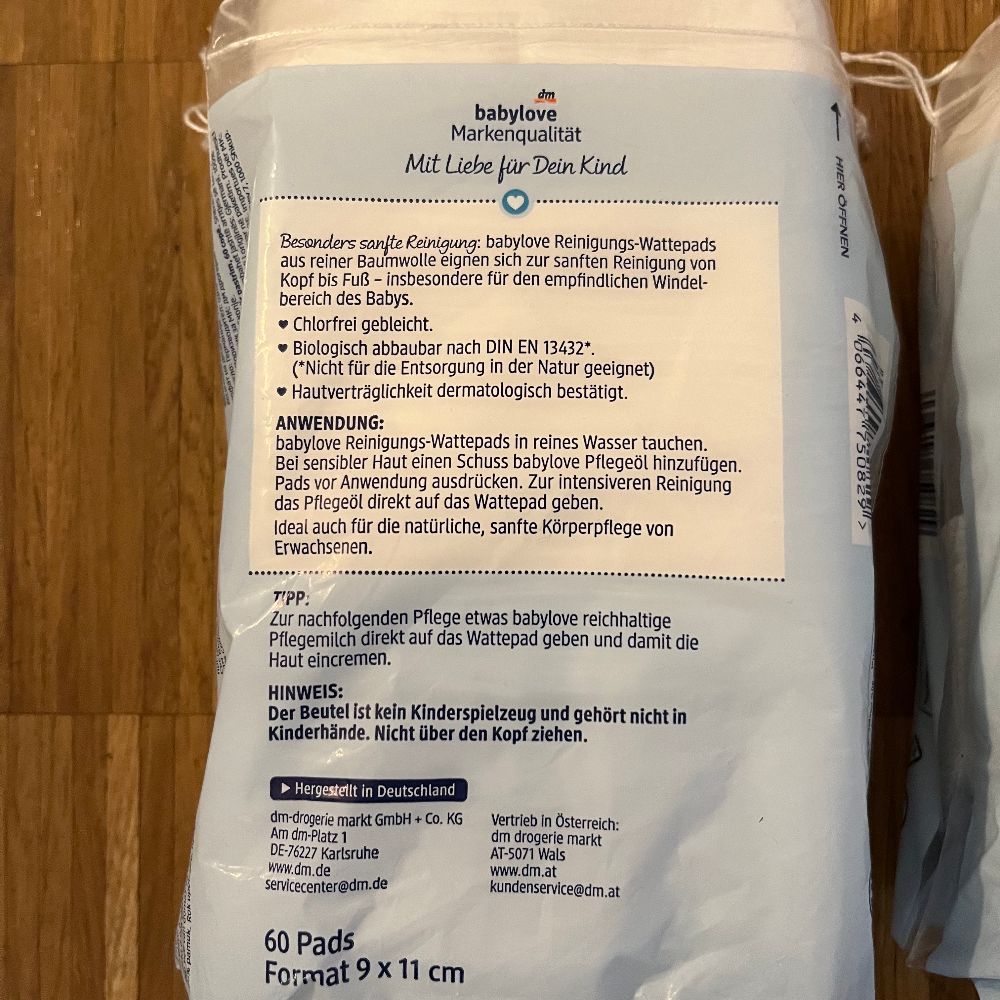 dm
babylove
Markenqualität
Mit Liebe für Dein Kind
HIER ÖFFNEN
Besonders sanfte Reinigung: babylove Reinigungs-Wattepads
aus reiner Baumwolle eignen sich zur sanften Reinigung von
Kopf bis Fuß – insbesondere für den empfindlichen Windel-
bereich des Babys.
♥ Chlorfrei gebleicht.
♥ Biologisch abbaubar nach DIN EN 13432*.
(*Nicht für die Entsorgung in der Natur geeignet)
♥ Hautverträglichkeit dermatologisch bestätigt.
ANWENDUNG:
babylove Reinigungs-Wattepads in reines Wasser tauchen.
Bei sensibler Haut einen Schuss babylove Pflegeöl hinzufügen.
Pads vor Anwendung ausdrücken. Zur intensiveren Reinigung
das Pflegeöl direkt auf das Wattepad geben.
Ideal auch für die natürliche, sanfte Körperpflege von
Erwachsenen.
TIPP:
Zur nachfolgenden Pflege etwas babylove reichhaltige
Pflegemilch direkt auf das Wattepad geben und damit die
Haut eincremen.
HINWEIS:
Der Beutel ist kein Kinderspielzeug und gehört nicht in
Kinderhände. Nicht über den Kopf ziehen.
▶ Hergestellt in Deutschland
dm-drogerie markt GmbH + Co. KG
Am dm-Platz 1
DE-76227 Karlsruhe
www.dm.de
servicecenter@dm.de
Vertrieb in Österreich:
dm drogerie markt
AT-5071 Wals
www.dm.at
kundenservice@dm.at
60 Pads
Format 9 x 11 cm